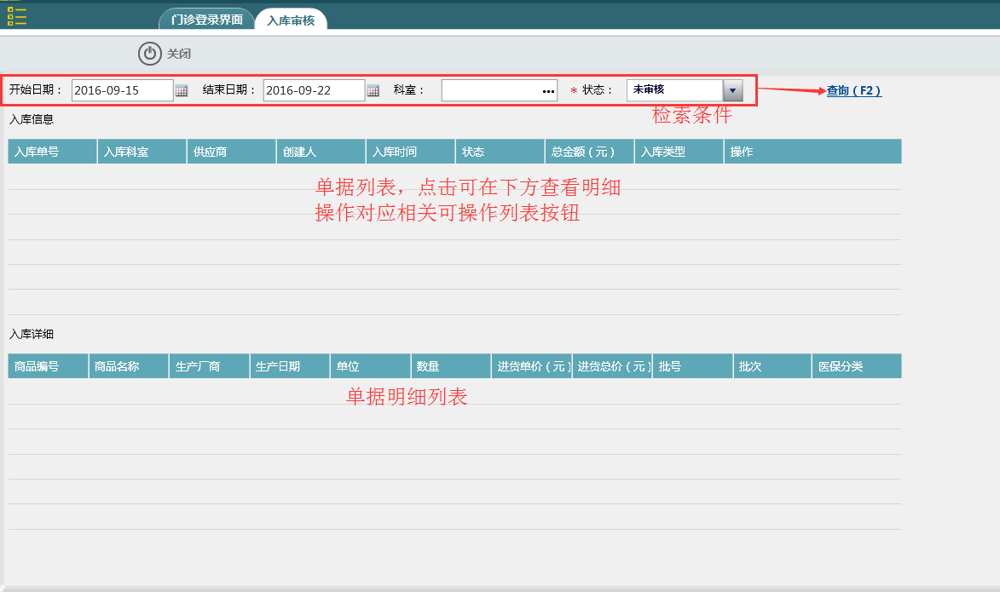 门诊登录界面 入库审核
关闭
开始日期： 2016-09-15 结束日期： 2016-09-22 科室： ••• * 状态： 未审核 查询（F2）
检索条件
入库信息
入库单号 入库科室 供应商 创建人 入库时间 状态 总金额（元） 入库类型 操作
单据列表，点击可在下方查看明细
操作对应相关可操作列表按钮
入库详细
商品编号 商品名称 生产厂商 生产日期 单位 数量 进货单价（元） 进货总价（元） 批号 批次 医保分类
单据明细列表